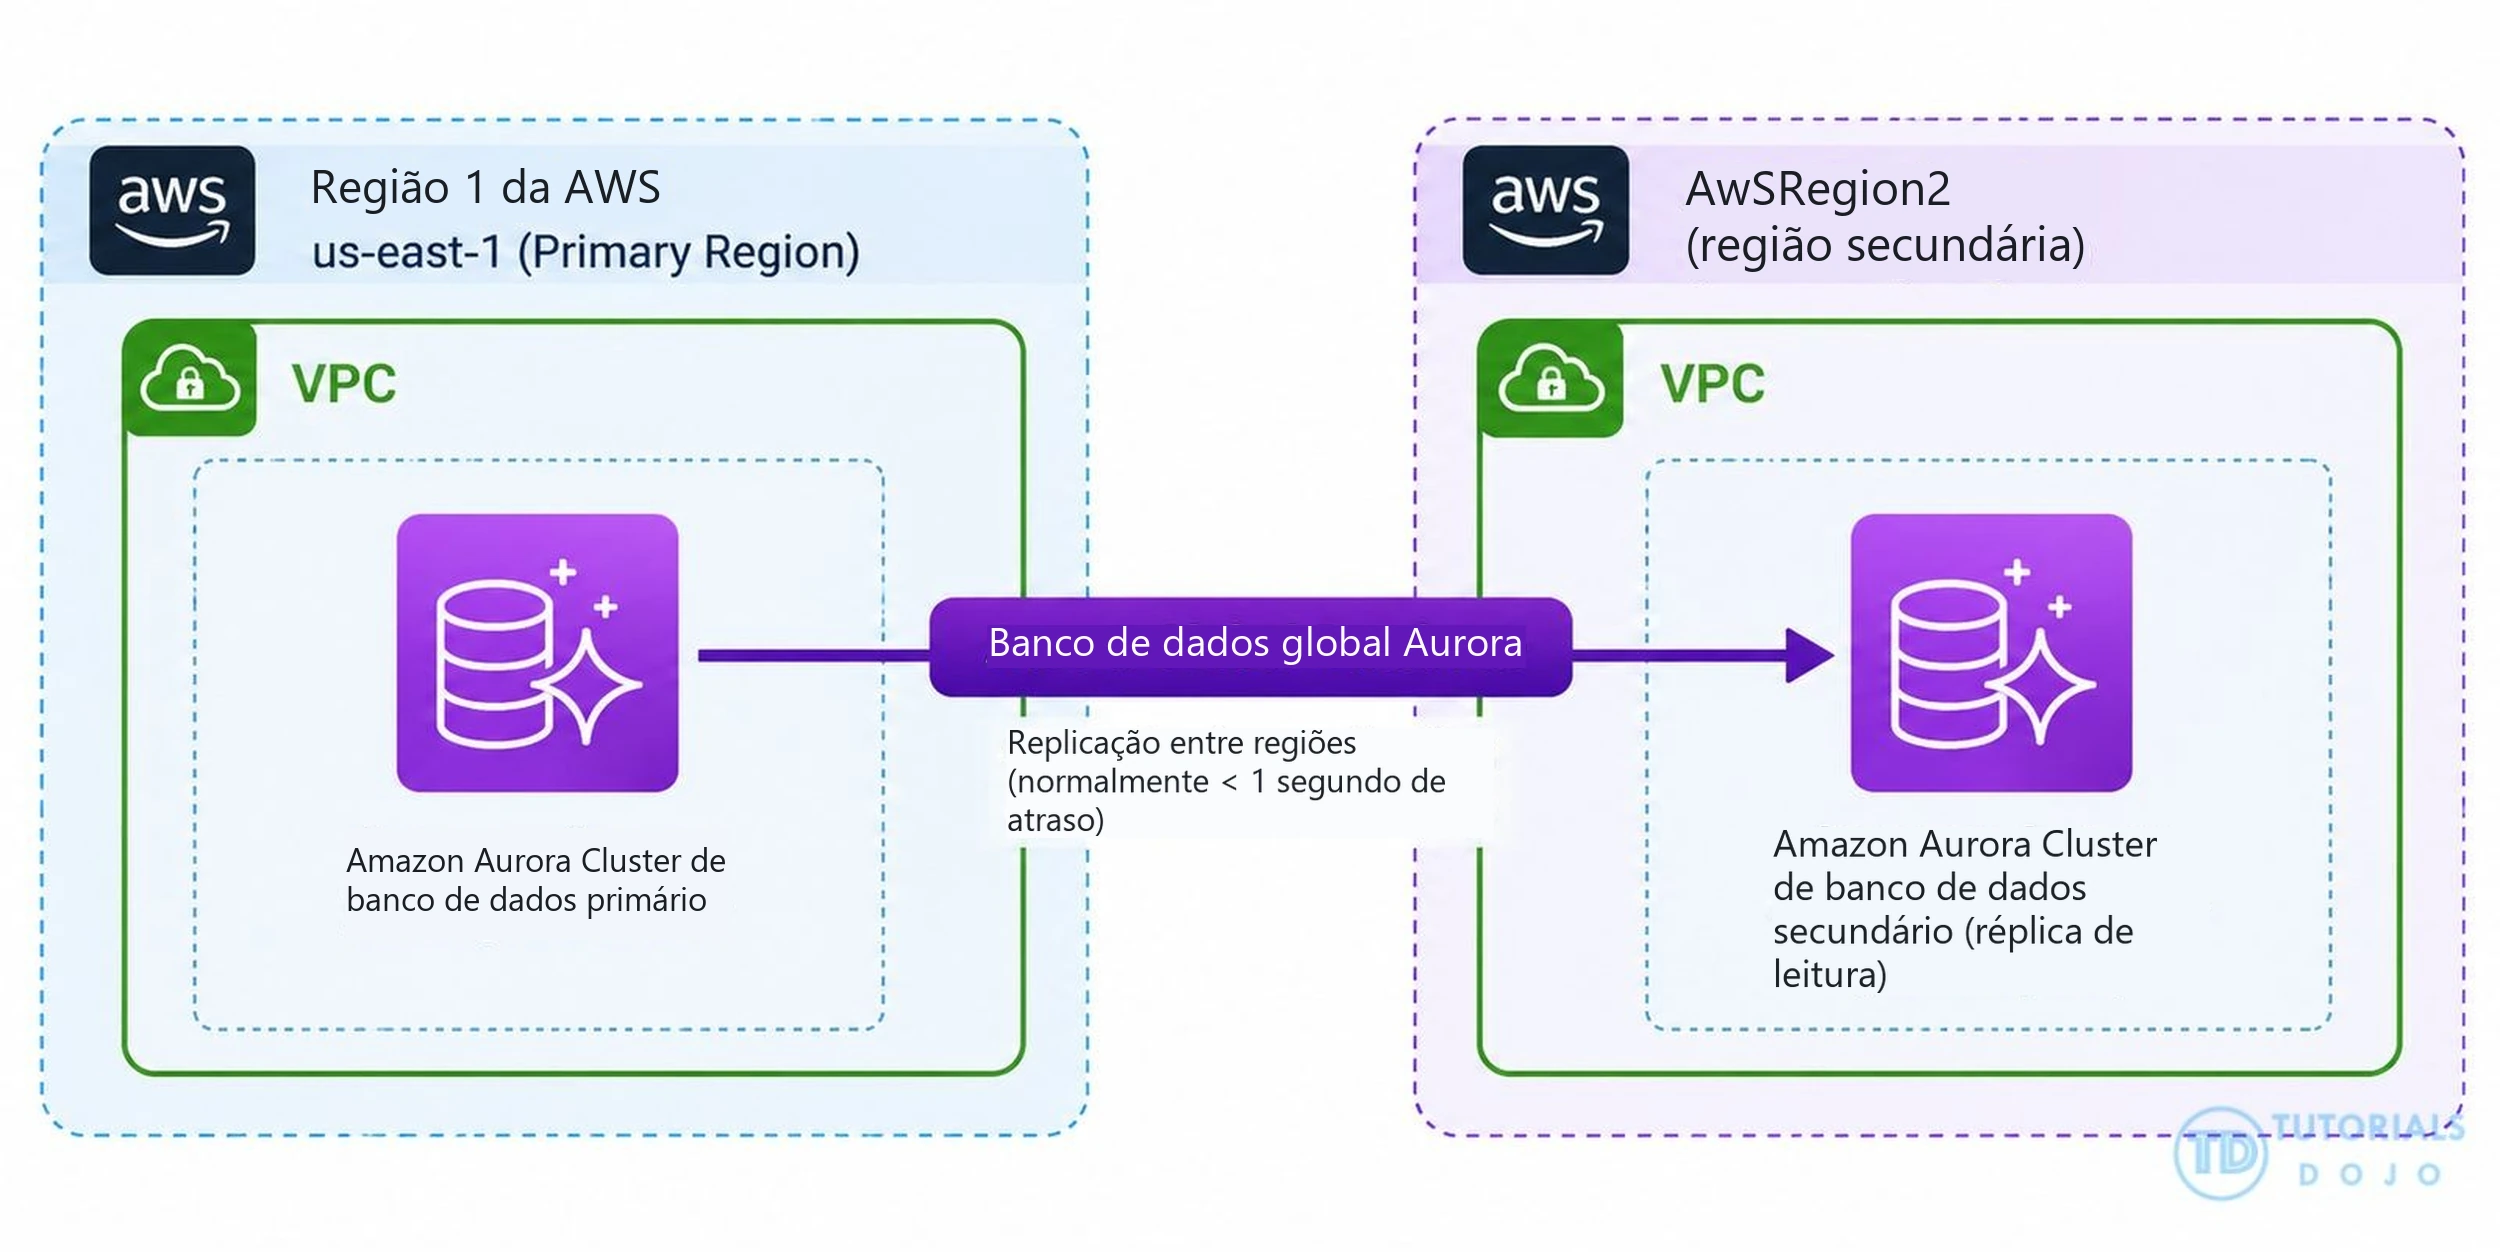 aws
Região 1 da AWS
us-east-1 (Primary Region)
VPC
Amazon Aurora Cluster de
banco de dados primário
Banco de dados global Aurora
Replicação entre regiões
(normalmente < 1 segundo de
atraso)
aws
AwSRegion2
(região secundária)
VPC
Amazon Aurora Cluster
de banco de dados
secundário (réplica de
leitura)
TD
TUTORIALS
DOJO